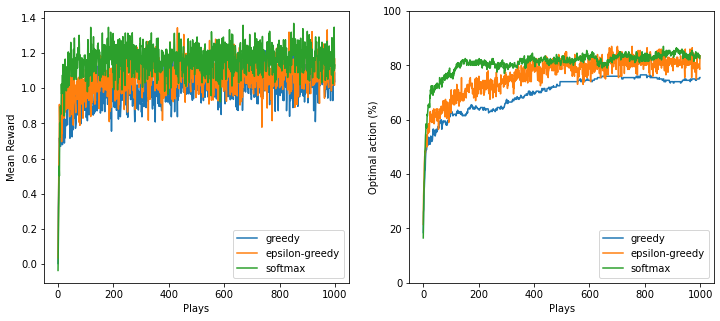 1.4
1.2
1.0
0.8
0.6
0.4
0.2
0.0
Mean Reward
0
200
400
600
800
1000
Plays
greedy
epsilon-greedy
softmax
100
80
60
40
20
0
Optimal action (%)
0
200
400
600
800
1000
Plays
greedy
epsilon-greedy
softmax